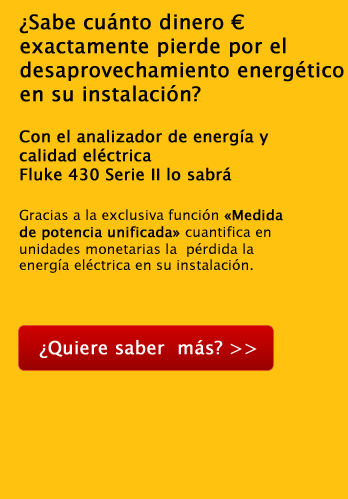 ¿Sabe cuánto dinero €
exactamente pierde por el
desaprovechamiento energético
en su instalación?
Con el analizador de energía y
calidad eléctrica
Fluke 430 Serie II lo sabrá
Gracias a la exclusiva función «Medida
de potencia unificada» cuantifica en
unidades monetarias la  pérdida la
energía eléctrica en su instalación.
¿Quiere saber  más? >>